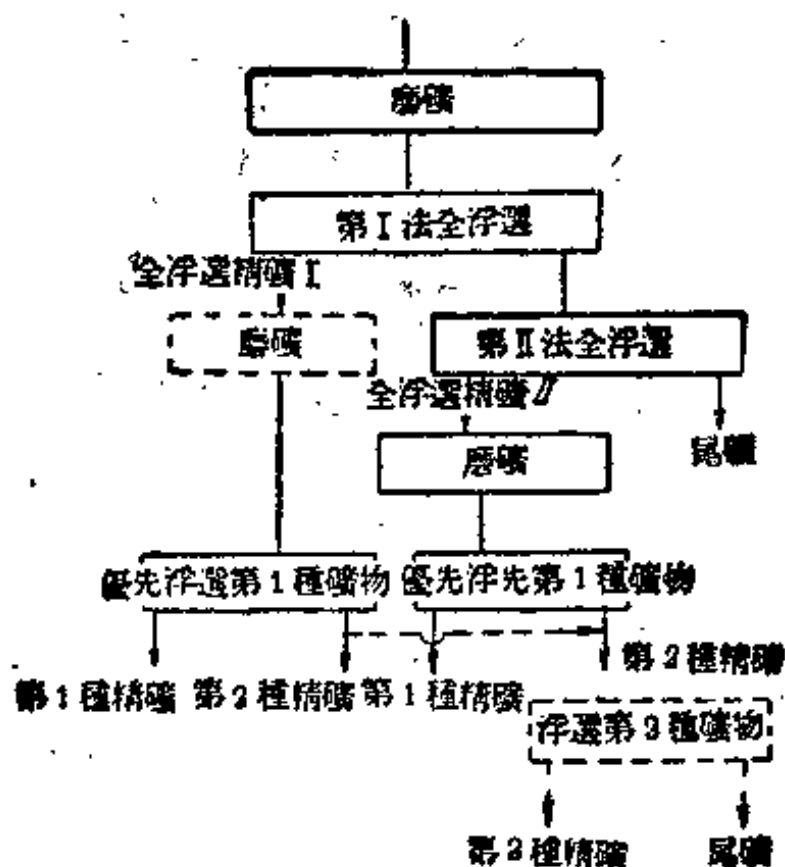 磨礦
第I法全浮選
全浮選精礦I
磨礦
第II法全浮選
全浮選精礦II
尾礦
磨礦
優先浮選第1種礦物
優先浮先第1種礦物
第2種精礦
第1種精礦
第2種精礦
第1種精礦
浮選第2種礦物
第2種精礦
尾礦